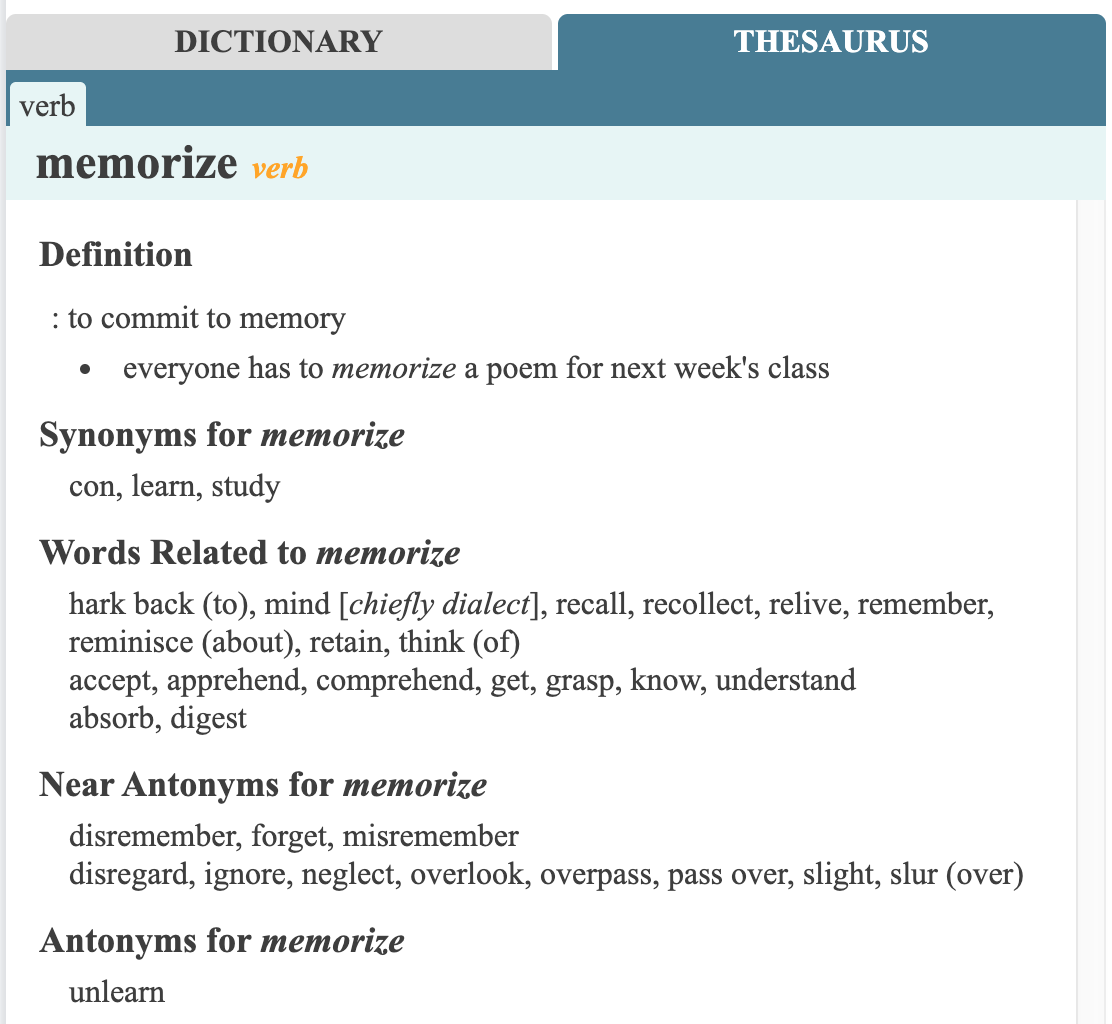 DICTIONARY
THESAURUS
verb
memorize verb
Definition
: to commit to memory
• everyone has to memorize a poem for next week's class
Synonyms for memorize
con, learn, study
Words Related to memorize
hark back (to), mind [chiefly dialect], recall, recollect, relive, remember,
reminisce (about), retain, think (of)
accept, apprehend, comprehend, get, grasp, know, understand
absorb, digest
Near Antonyms for memorize
disremember, forget, misremember
disregard, ignore, neglect, overlook, overpass, pass over, slight, slur (over)
Antonyms for memorize
unlearn